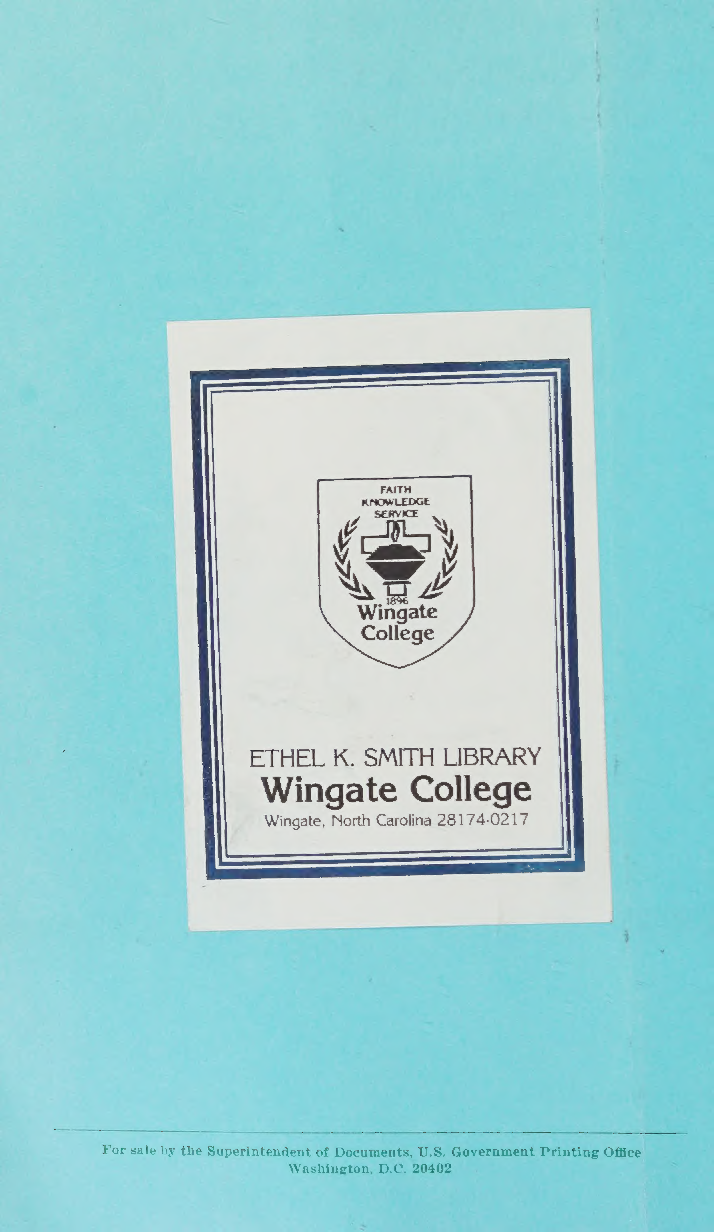 FAITH
KNOWLEDGE
SERVICE
1896
Wingate
College
ETHEL K. SMITH LIBRARY
Wingate College
Wingate, North Carolina 28174-0217
For sale by the Superintendent of Documents, U.S. Government Printing Office
Washington, D.C. 20402